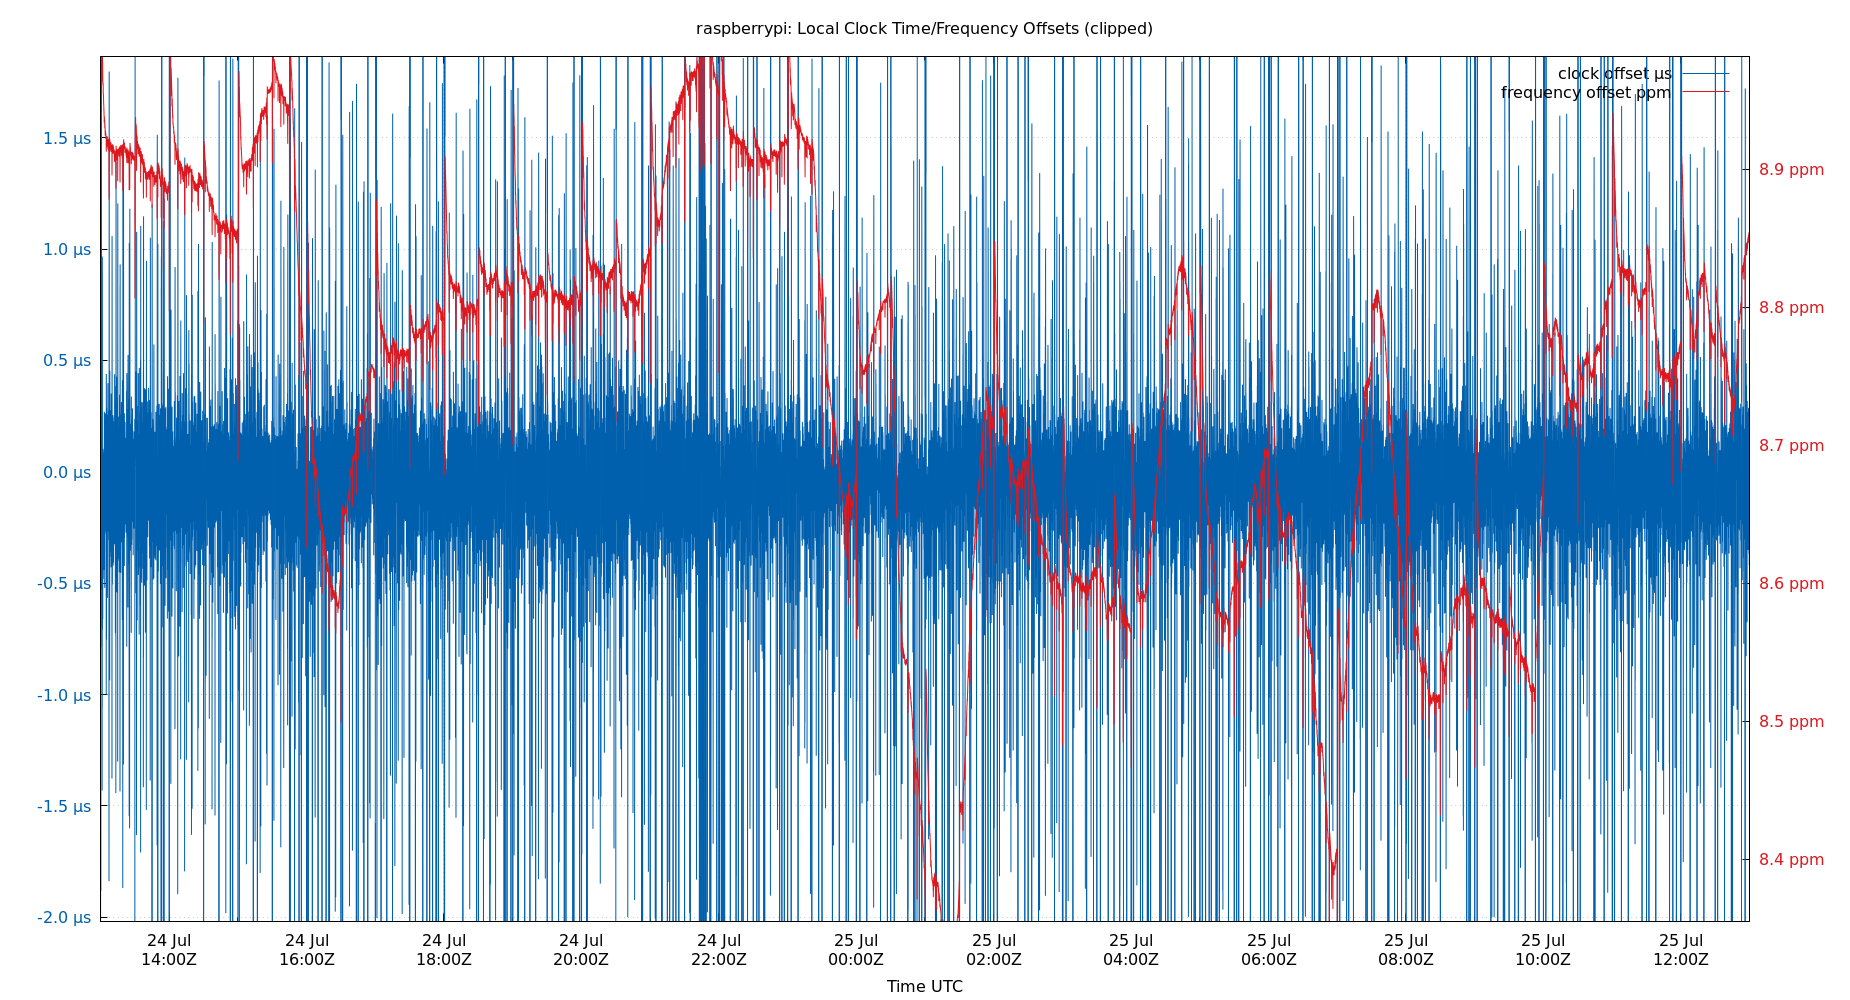 raspberrypi: Local Clock Time/Frequency Offsets (clipped)
clock offset µs
frequency offset ppm
1.5 µs
1.0 µs
0.5 µs
0.0 µs
-0.5 µs
-1.0 µs
-1.5 µs
-2.0 µs
8.9 ppm
8.8 ppm
8.7 ppm
8.6 ppm
8.5 ppm
8.4 ppm
24 Jul 24 Jul 24 Jul 24 Jul 24 Jul 25 Jul 25 Jul 25 Jul 25 Jul 25 Jul 25 Jul 25 Jul
14:00Z 16:00Z 18:00Z 20:00Z 22:00Z 00:00Z 02:00Z 04:00Z 06:00Z 08:00Z 10:00Z 12:00Z
Time UTC